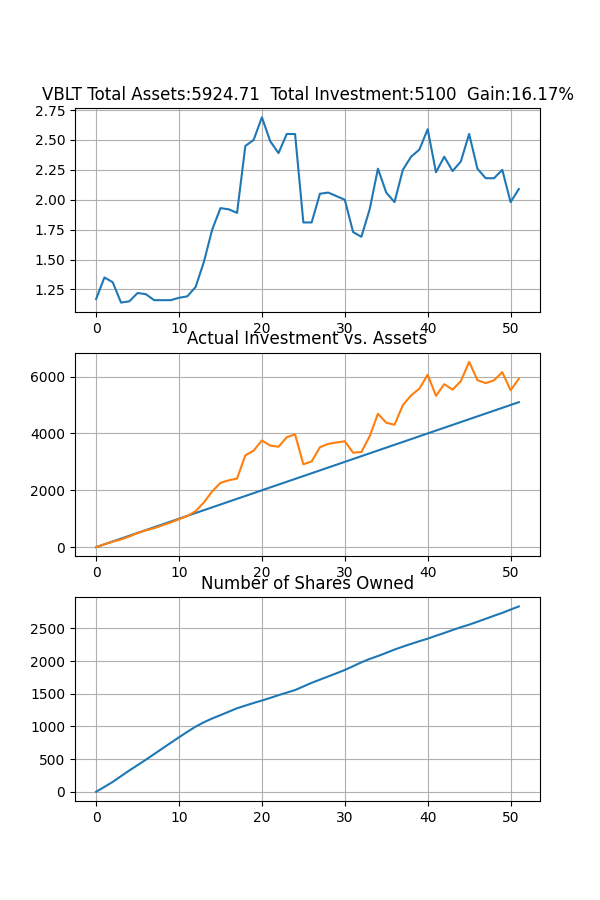 VBLT Total Assets:5924.71  Total Investment:5100  Gain:16.17%
2.75
2.50
2.25
2.00
1.75
1.50
1.25
0 10 20 30 40 50
Actual Investment vs. Assets
6000
4000
2000
0
0 10 20 30 40 50
Number of Shares Owned
2500
2000
1500
1000
500
0
0 10 20 30 40 50